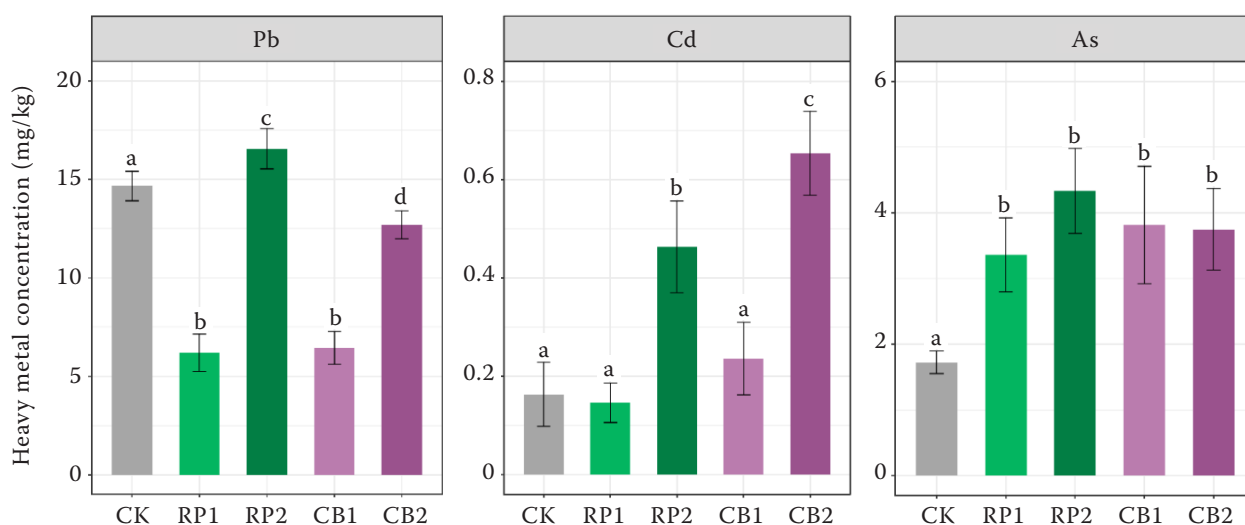 Heavy metal concentration (mg/kg)
Pb
20
15
10
5
0
a
b
c
b
d
CK RP1 RP2 CB1 CB2
Cd
0.8
0.6
0.4
0.2
0
a
a
b
a
c
CK RP1 RP2 CB1 CB2
As
6
4
2
0
a
b
b
b
b
CK RP1 RP2 CB1 CB2